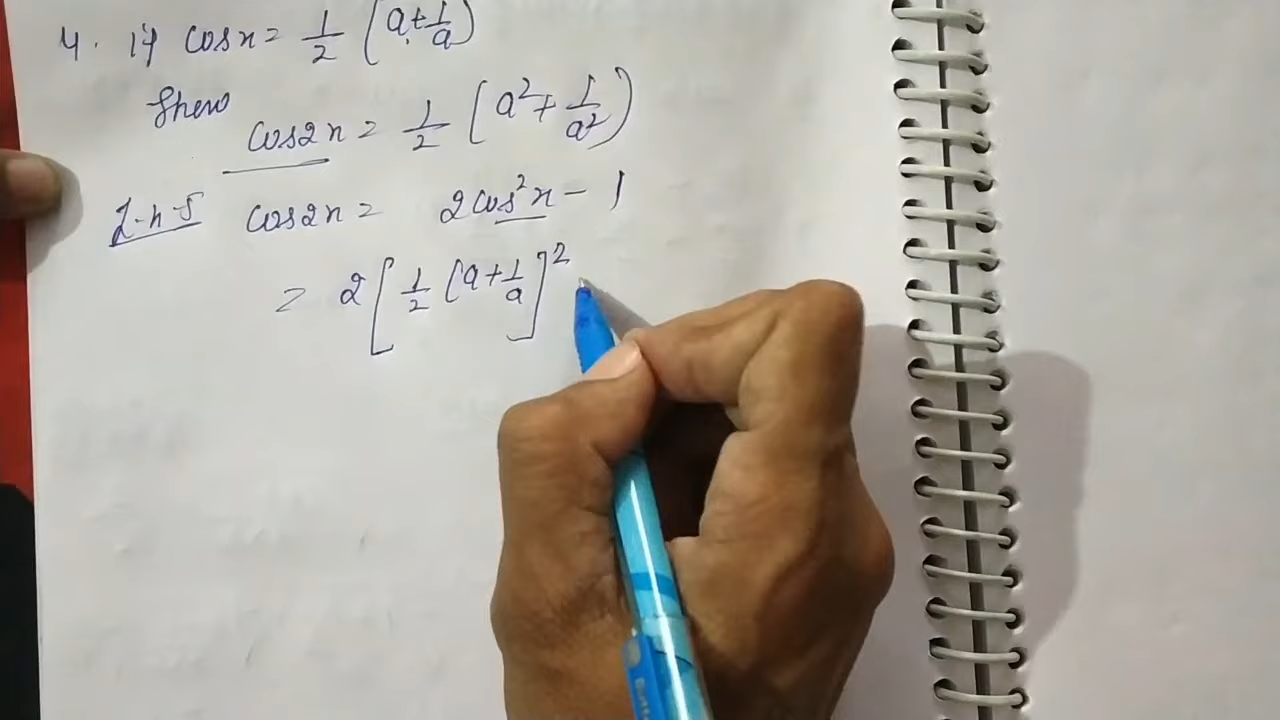 4. if cosx = 1/2 (a+1/a)
Show
cos2x = 1/2 (a²+1/a²)
L-H-S cos2x = 2cos²x - 1
= 2[1/2 (a+1/a]²